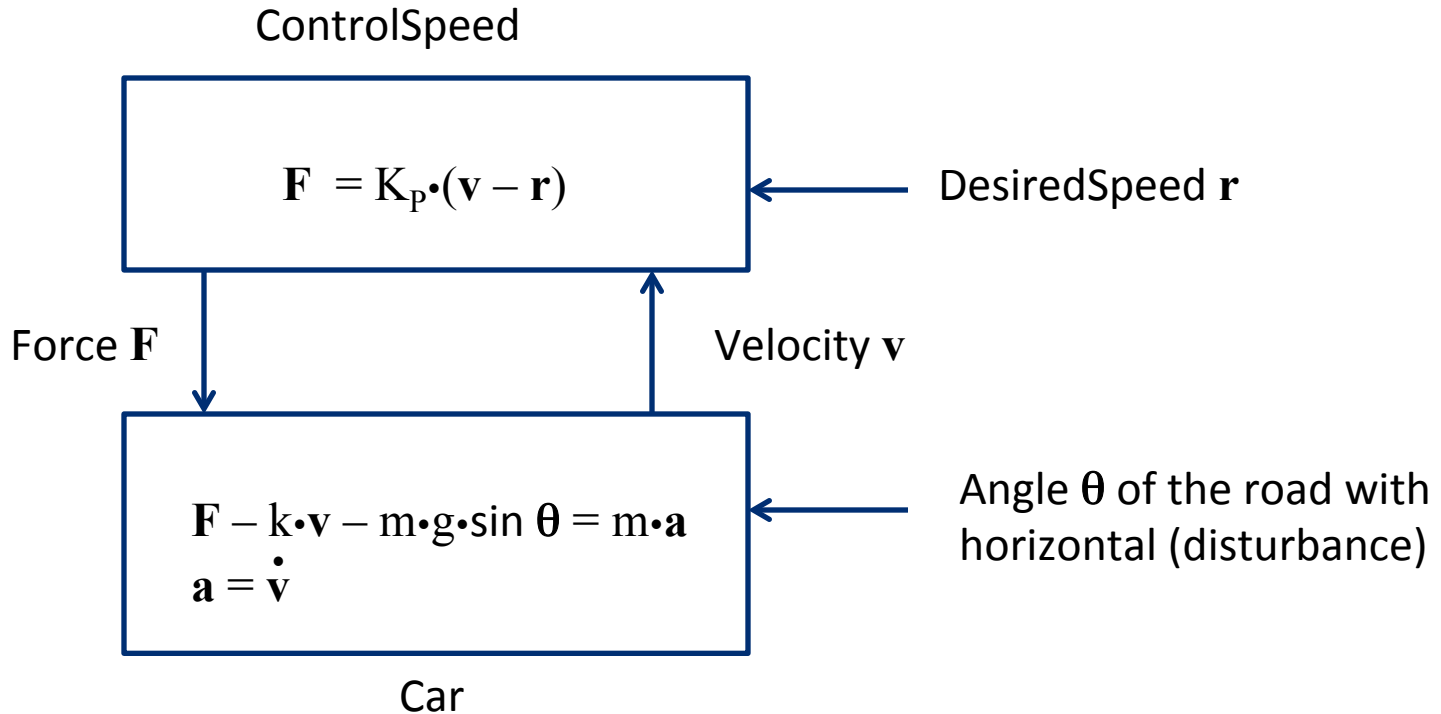 ControlSpeed
𝐅 = K_P•(𝐯 – 𝐫)
DesiredSpeed 𝐫
Force 𝐅
Velocity 𝐯
𝐅 – k•𝐯 – m•g•sin θ = m•𝐚
𝐚 = 𝐯̇
Angle θ of the road with
horizontal (disturbance)
Car